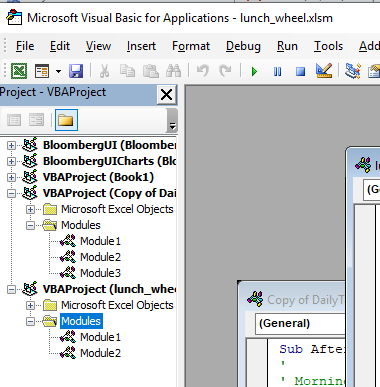 Microsoft Visual Basic for Applications - lunch_wheel.xlsm
File Edit View Insert Format Debug Run Tools Add
Project - VBAProject
BloombergUI (Bloombe
BloombergUICharts (Blo
VBAProject (Book1)
VBAProject (Copy of Dail
Microsoft Excel Objects
Modules
Module1
Module2
Module3
VBAProject (lunch_whee
Microsoft Excel Objects
Modules
Module1
Module2
lu
(Ge
Copy of DailyT
(General)
Sub After
'
' Morning